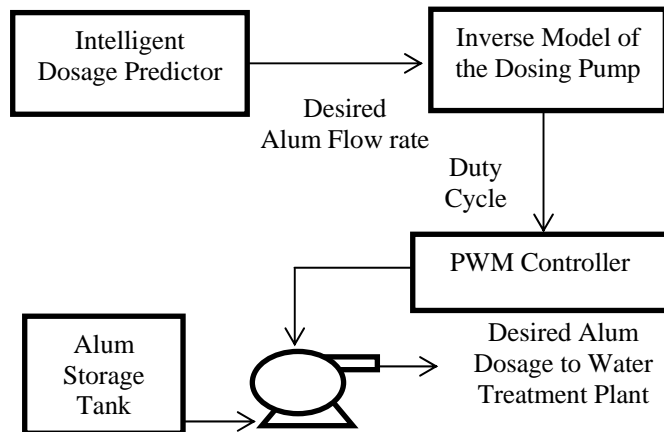 Intelligent
Dosage Predictor
Inverse Model of
the Dosing Pump
Desired
Alum Flow rate
Duty
Cycle
PWM Controller
Alum
Storage
Tank
Desired Alum
Dosage to Water
Treatment Plant